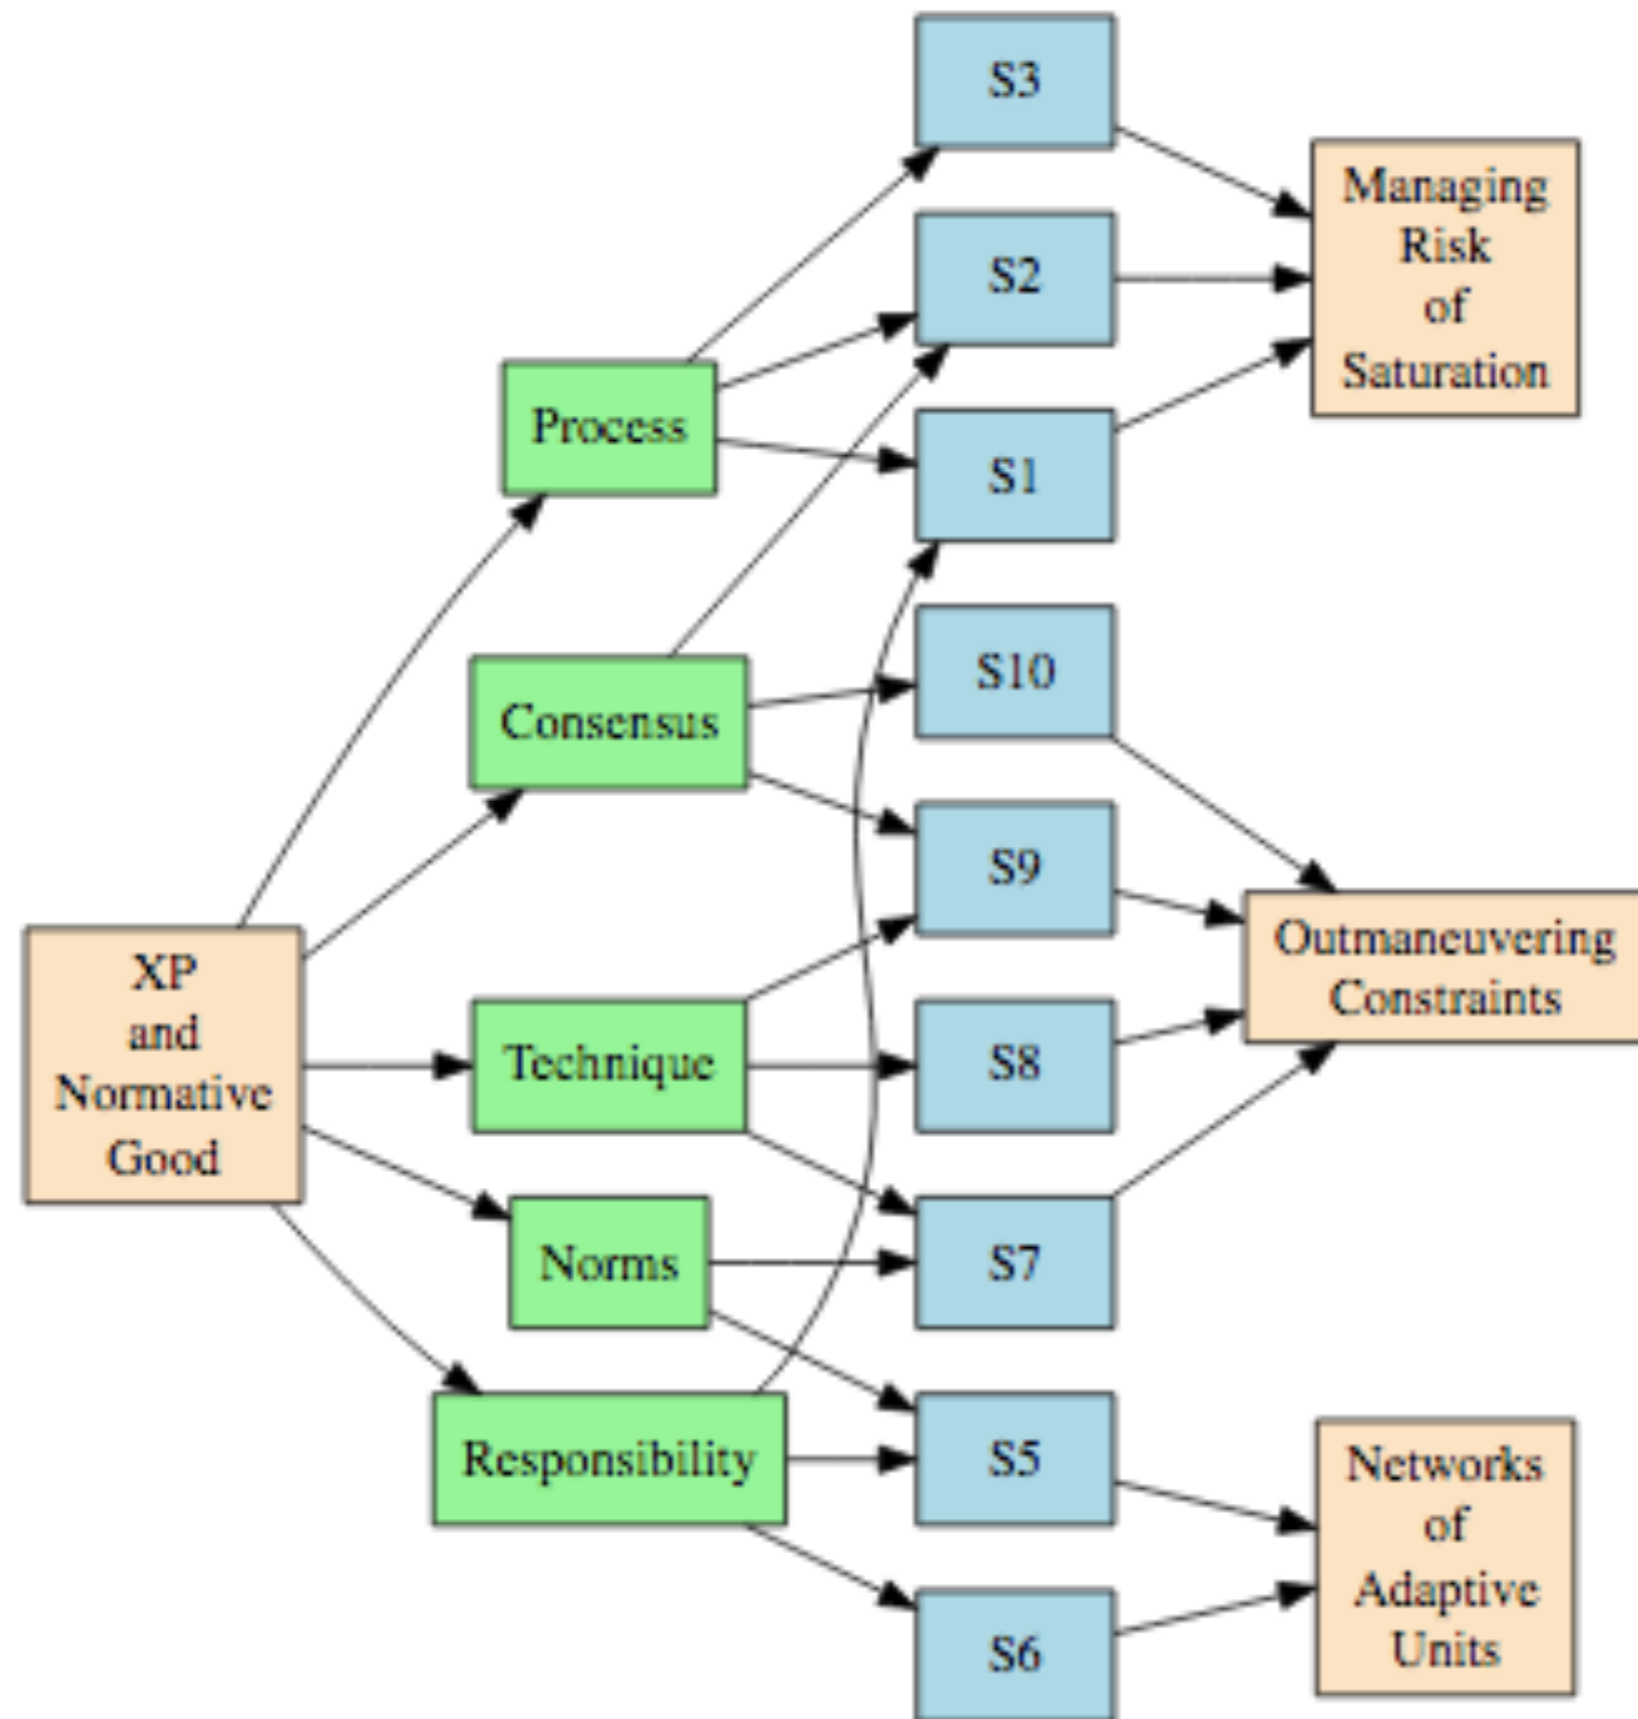 S3
Managing
Risk
of
Saturation
S2
Process
S1
S10
Consensus
S9
Outmaneuvering
Constraints
XP
and
Normative
Good
Technique
S8
Norms
S7
Responsibility
S5
Networks
of
Adaptive
Units
S6